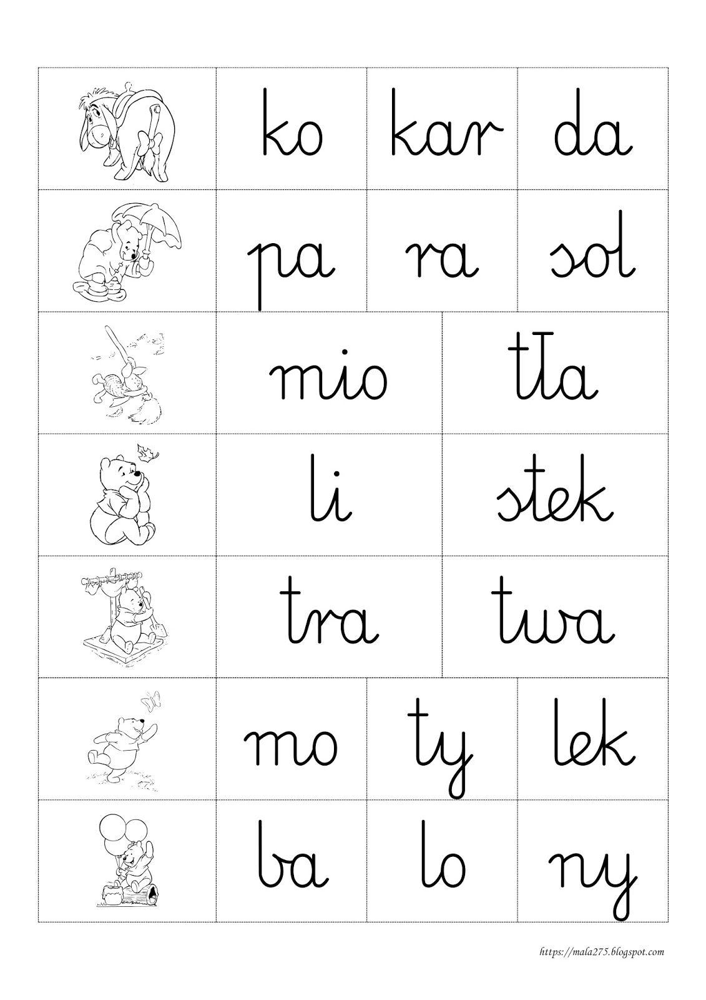 ko kar da
pa ra sol
mio tła
li stek
tra twa
mo ty lek
ba lo ny
https://mala275.blogspot.com